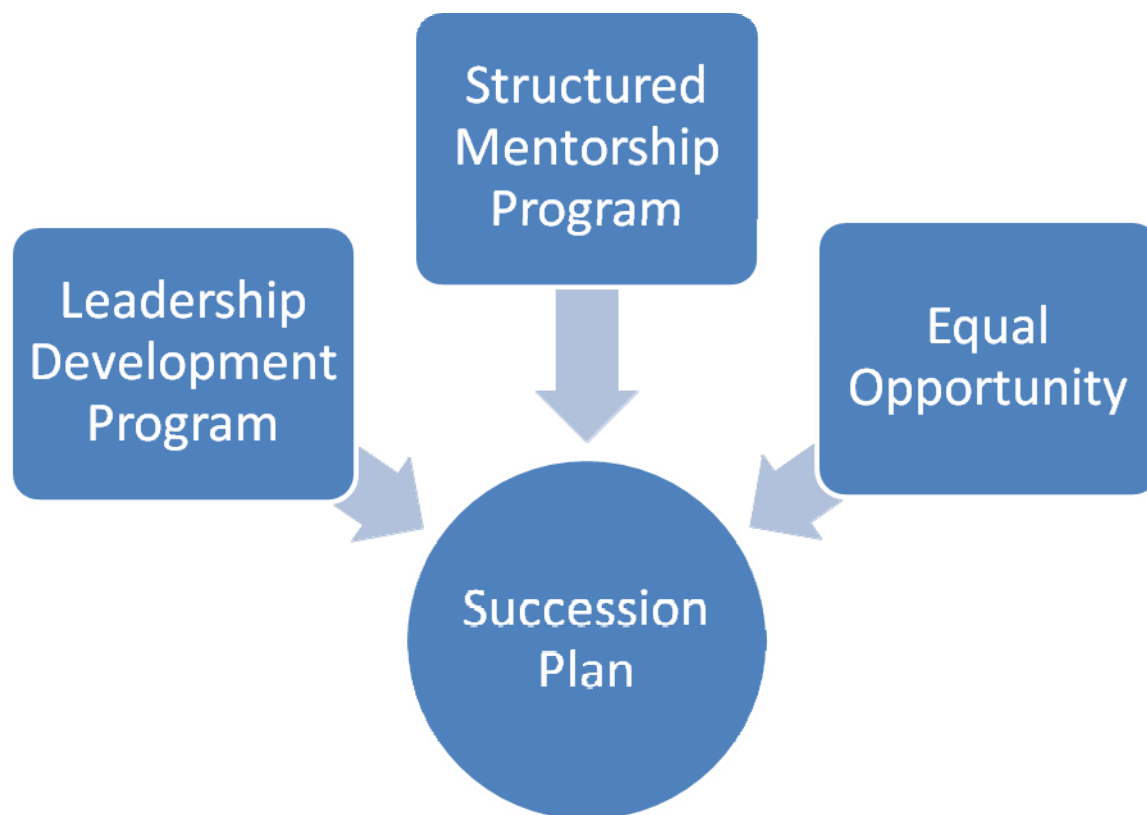 Structured
Mentorship
Program
Leadership
Development
Program
Equal
Opportunity
Succession
Plan